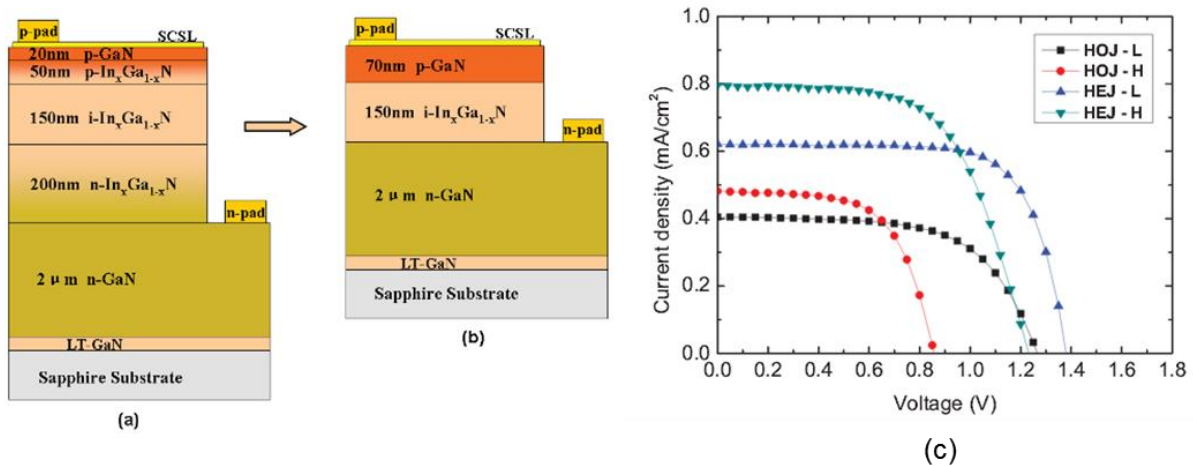 p-pad
SCSL
20nm p-GaN
50nm p-InxGa1-xN
150nm i-InxGa1-xN
200nm n-InxGa1-xN
n-pad
2 μm n-GaN
LT-GaN
Sapphire Substrate
(a)
p-pad
SCSL
70nm p-GaN
150nm i-InxGa1-xN
n-pad
2 μm n-GaN
LT-GaN
Sapphire Substrate
(b)
Current density (mA/cm²)
1.0
0.8
0.6
0.4
0.2
0.0
HOJ - L
HOJ - H
HEJ - L
HEJ - H
0.0 0.2 0.4 0.6 0.8 1.0 1.2 1.4 1.6 1.8
Voltage (V)
(c)